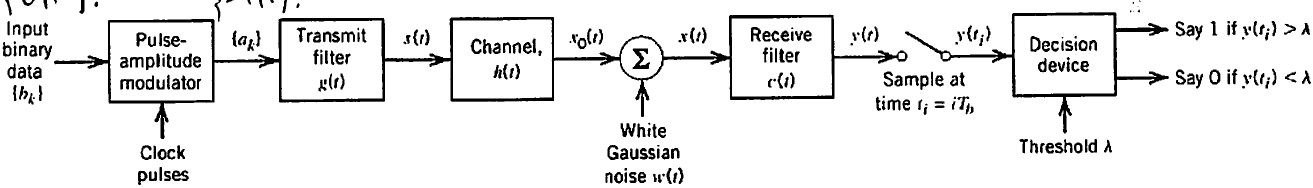 Input
binary
data
{b_k}
Pulse-
amplitude
modulator
Clock
pulses
{a_k}
Transmit
filter
g(t)
s(t)
Channel,
h(t)
x_0(t)
Σ
White
Gaussian
noise w(t)
x(t)
Receive
filter
c(t)
y(t)
y(t_i)
Sample at
time t_i = iT_b
Decision
device
Threshold λ
Say 1 if y(t_i) > λ
Say 0 if y(t_i) < λ